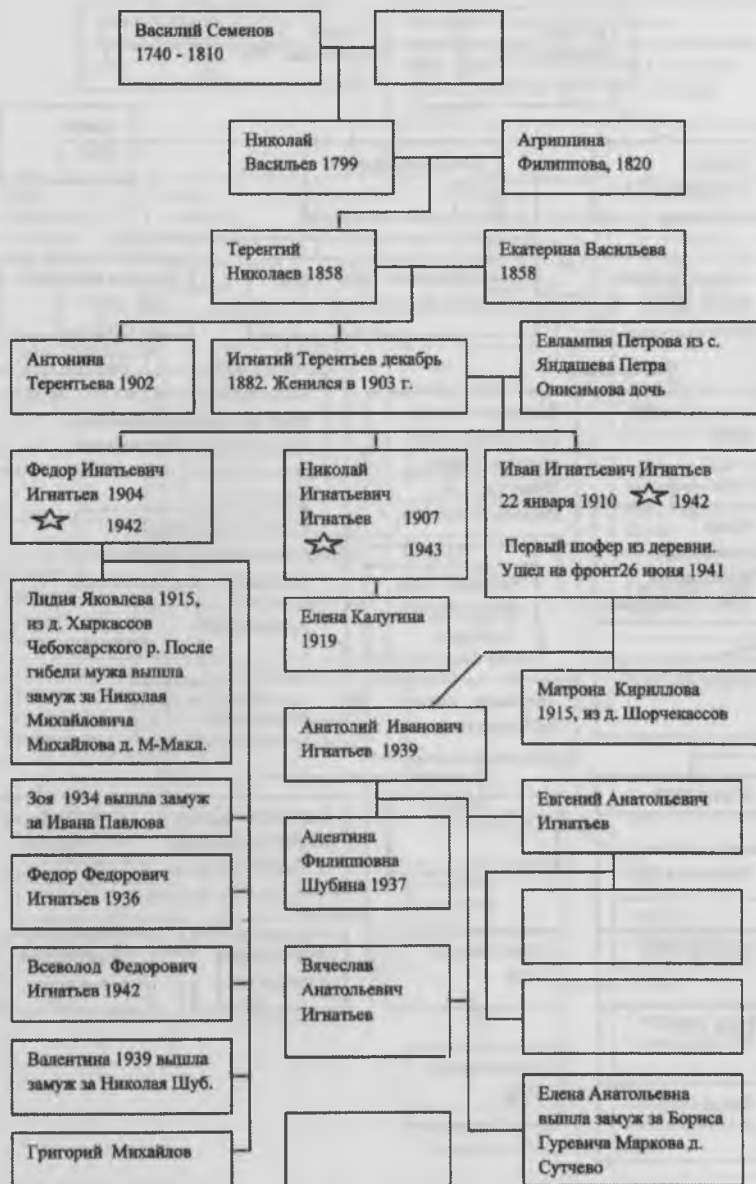 Василий Семенов
1740 - 1810
Николай
Васильев 1799
Агриппина
Филиппова, 1820
Терентий
Николаев 1858
Екатерина Васильева
1858
Антонина
Терентьева 1902
Игнатий Терентьев декабрь
1882. Женился в 1903 г.
Евлампия Петрова из с.
Яндашева Петра
Онисимова дочь
Федор Инатьевич
Игнатьев 1904
1942
Николай
Игнатьевич
Игнатьев 1907
1943
Иван Игнатьевич Игнатьев
22 января 1910 1942
Первый шофер из деревни.
Ушел на фронт26 июня 1941
Лидия Яковлева 1915,
из д. Хыркассов
Чебоксарского р. После
гибели мужа вышла
замуж за Николая
Михайловича
Михайлова д. М-Макл.
Елена Калугина
1919
Матрона Кириллова
1915, из д. Шорчекассов
Анатолий Иванович
Игнатьев 1939
Зоя 1934 вышла замуж
за Ивана Павлова
Евгений Анатольевич
Игнатьев
Алевтина
Филипповна
Шубина 1937
Федор Федорович
Игнатьев 1936
Всеволод Федорович
Игнатьев 1942
Вячеслав
Анатольевич
Игнатьев
Валентина 1939 вышла
замуж за Николая Шуб.
Елена Анатольевна
вышла замуж за Бориса
Гуревича Маркова д.
Сутчево
Григорий Михайлов